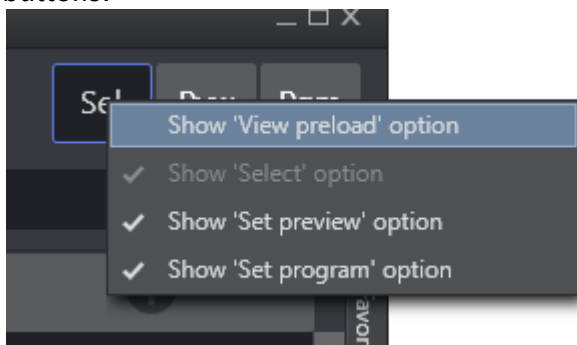 buttons.
Sel
Show 'View preload' option
Show 'Select' option
Show 'Set preview' option
Show 'Set program' option